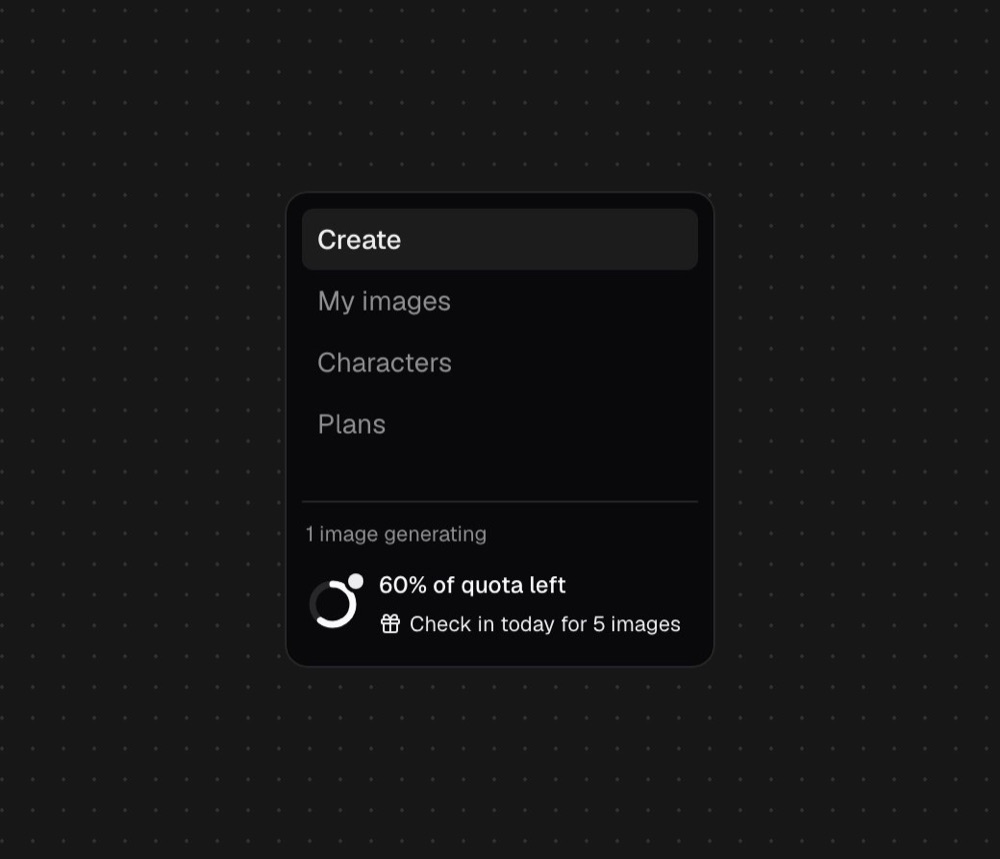 Create
My images
Characters
Plans
1 image generating
60% of quota left
Check in today for 5 images